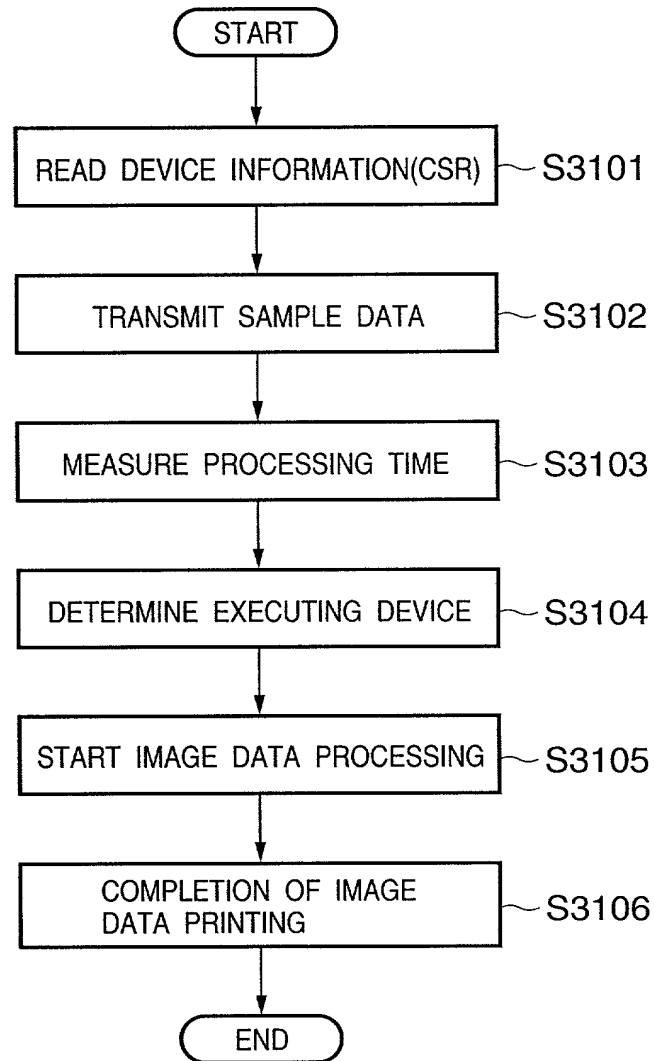 START
READ DEVICE INFORMATION(CSR) S3101
TRANSMIT SAMPLE DATA S3102
MEASURE PROCESSING TIME S3103
DETERMINE EXECUTING DEVICE S3104
START IMAGE DATA PROCESSING S3105
COMPLETION OF IMAGE
DATA PRINTING S3106
END